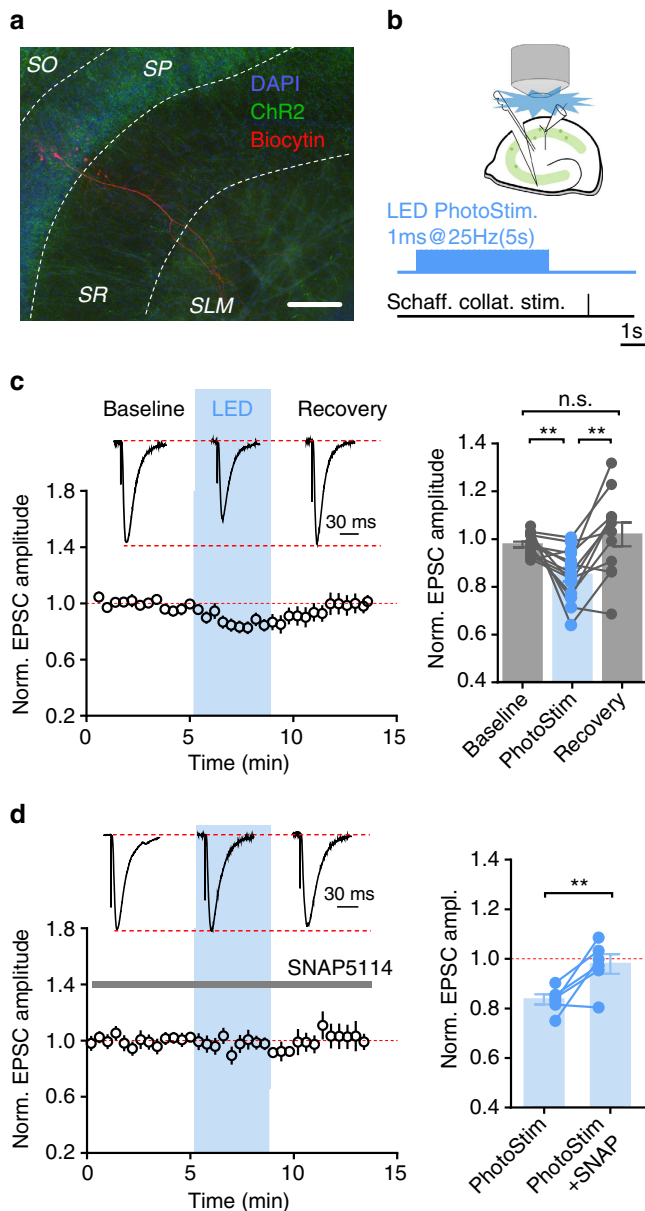 a
SO
SP
DAPI
ChR2
Biocytin
SR
SLM
b
LED PhotoStim.
1ms@25Hz(5s)
Schaff. collat. stim.
1s
c
Baseline
LED
Recovery
30 ms
1.8
1.4
1.0
0.6
0.2
Norm. EPSC amplitude
0
5
10
15
Time (min)
n.s.
**
**
1.4
1.2
1.0
0.8
0.6
0.4
Norm. EPSC amplitude
Baseline
PhotoStim
Recovery
d
30 ms
SNAP5114
1.8
1.4
1.0
0.6
0.2
Norm. EPSC amplitude
0
5
10
15
Time (min)
**
1.4
1.2
1.0
0.8
0.6
0.4
Norm. EPSC ampl.
PhotoStim
PhotoStim
+SNAP